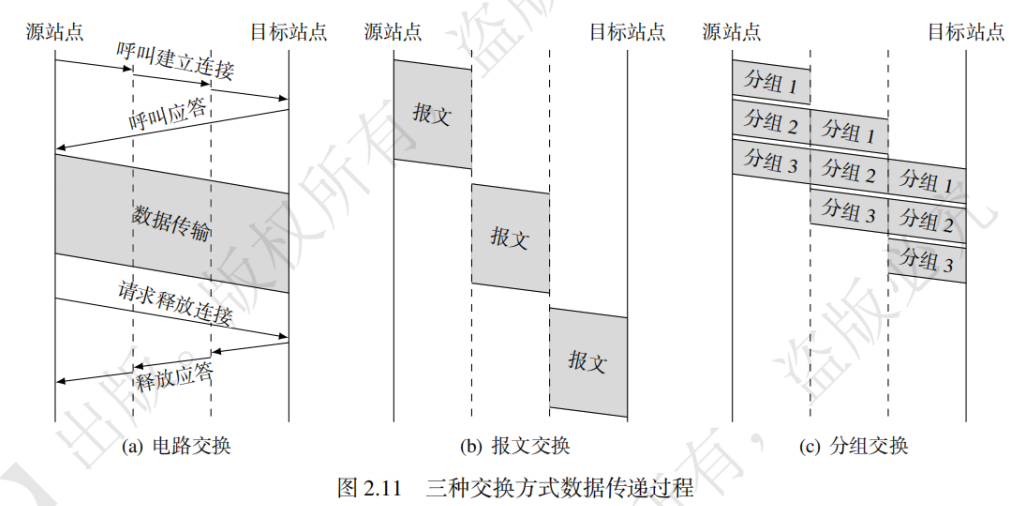 源站点
目标站点
呼叫建立连接
呼叫应答
数据传输
请求释放连接
释放应答
(a) 电路交换
源站点
目标站点
报文
报文
报文
(b) 报文交换
源站点
目标站点
分组 1
分组 2
分组 1
分组 3
分组 2
分组 1
分组 3
分组 2
分组 3
(c) 分组交换
图 2.11 三种交换方式数据传递过程
】出版。版权所有
盗版
盗版必究
所有,